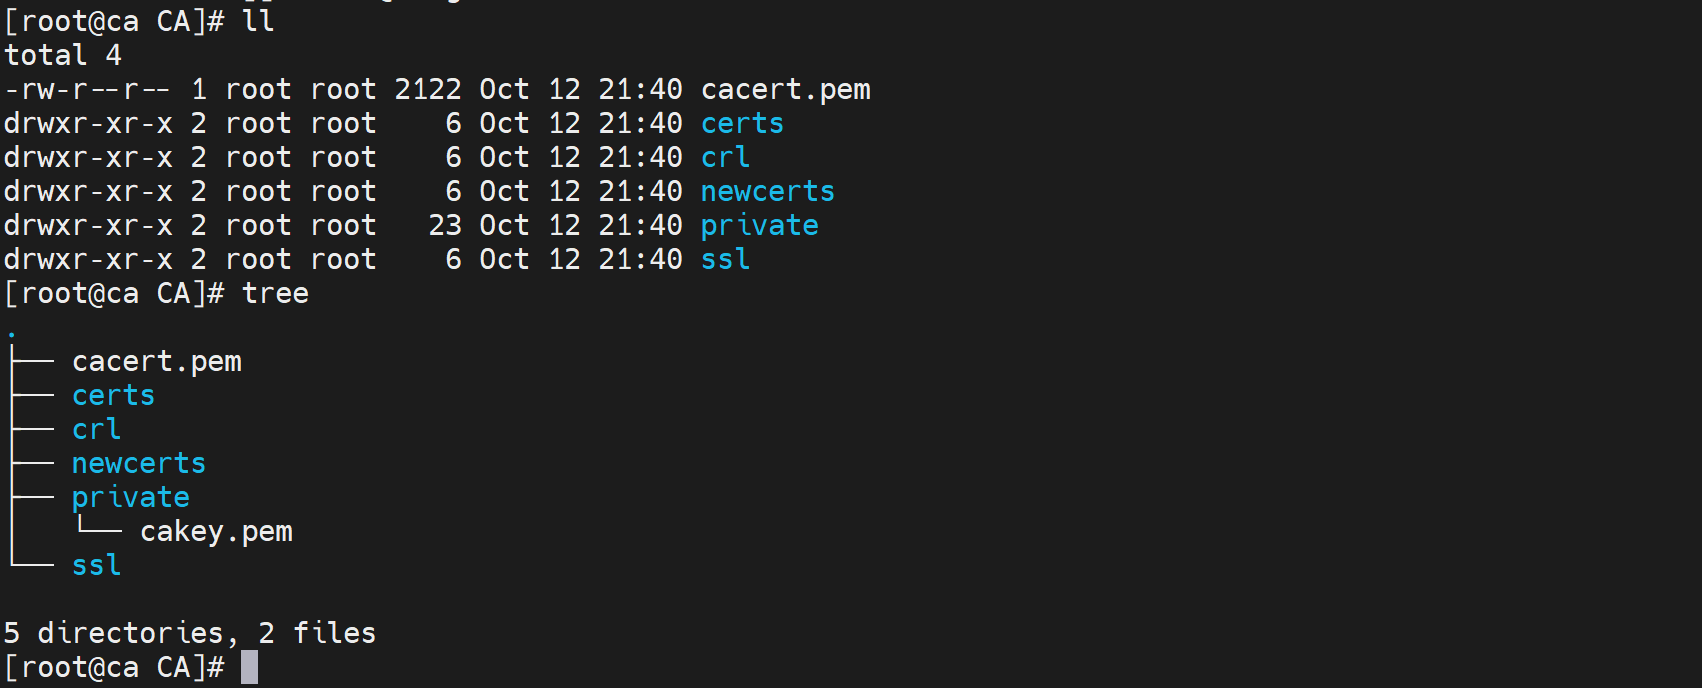 [root@ca CA]# ll
total 4
-rw-r--r-- 1 root root 2122 Oct 12 21:40 cacert.pem
drwxr-xr-x 2 root root    6 Oct 12 21:40 certs
drwxr-xr-x 2 root root    6 Oct 12 21:40 crl
drwxr-xr-x 2 root root    6 Oct 12 21:40 newcerts
drwxr-xr-x 2 root root   23 Oct 12 21:40 private
drwxr-xr-x 2 root root    6 Oct 12 21:40 ssl
[root@ca CA]# tree
.
├── cacert.pem
├── certs
├── crl
├── newcerts
├── private
│   └── cakey.pem
└── ssl

5 directories, 2 files
[root@ca CA]#